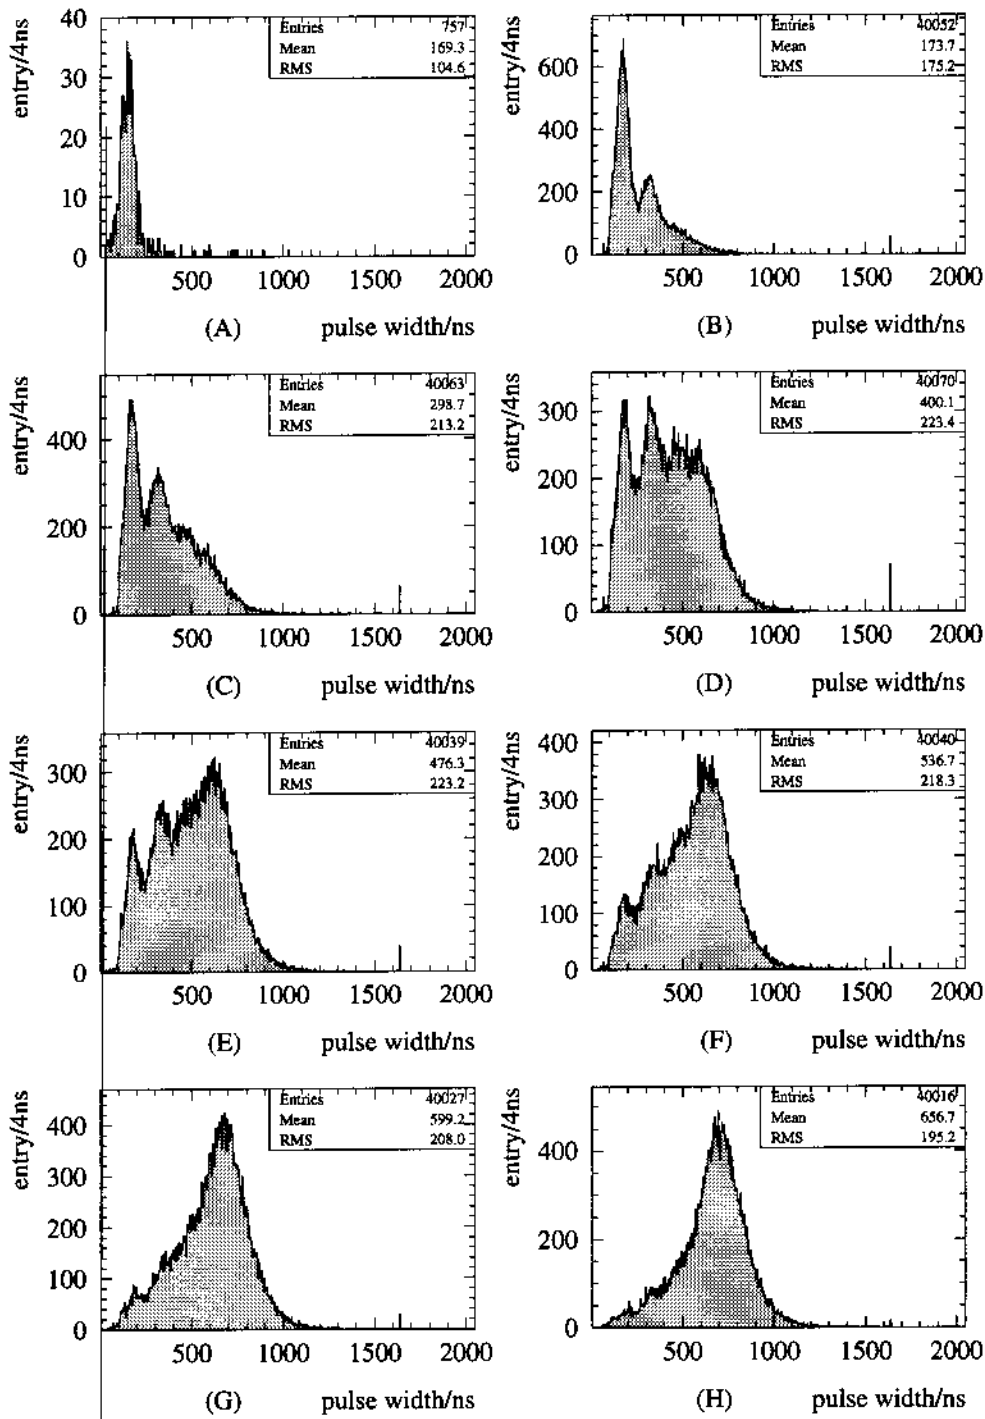 entry/4ns
40
30
20
10
0
Entries 757
Mean 169.3
RMS 104.6
500 1000 1500 2000
(A) pulse width/ns
entry/4ns
600
400
200
0
Entries 40052
Mean 173.7
RMS 175.2
500 1000 1500 2000
(B) pulse width/ns
entry/4ns
400
200
0
Entries 40063
Mean 298.7
RMS 213.2
500 1000 1500 2000
(C) pulse width/ns
entry/4ns
300
200
100
0
Entries 40070
Mean 400.1
RMS 223.4
500 1000 1500 2000
(D) pulse width/ns
entry/4ns
300
200
100
0
Entries 40039
Mean 476.3
RMS 223.2
500 1000 1500 2000
(E) pulse width/ns
entry/4ns
400
300
200
100
0
Entries 40040
Mean 536.7
RMS 218.3
500 1000 1500 2000
(F) pulse width/ns
entry/4ns
400
300
200
100
0
Entries 40027
Mean 599.2
RMS 208.0
500 1000 1500 2000
(G) pulse width/ns
entry/4ns
400
200
0
Entries 40016
Mean 656.7
RMS 195.2
500 1000 1500 2000
(H) pulse width/ns